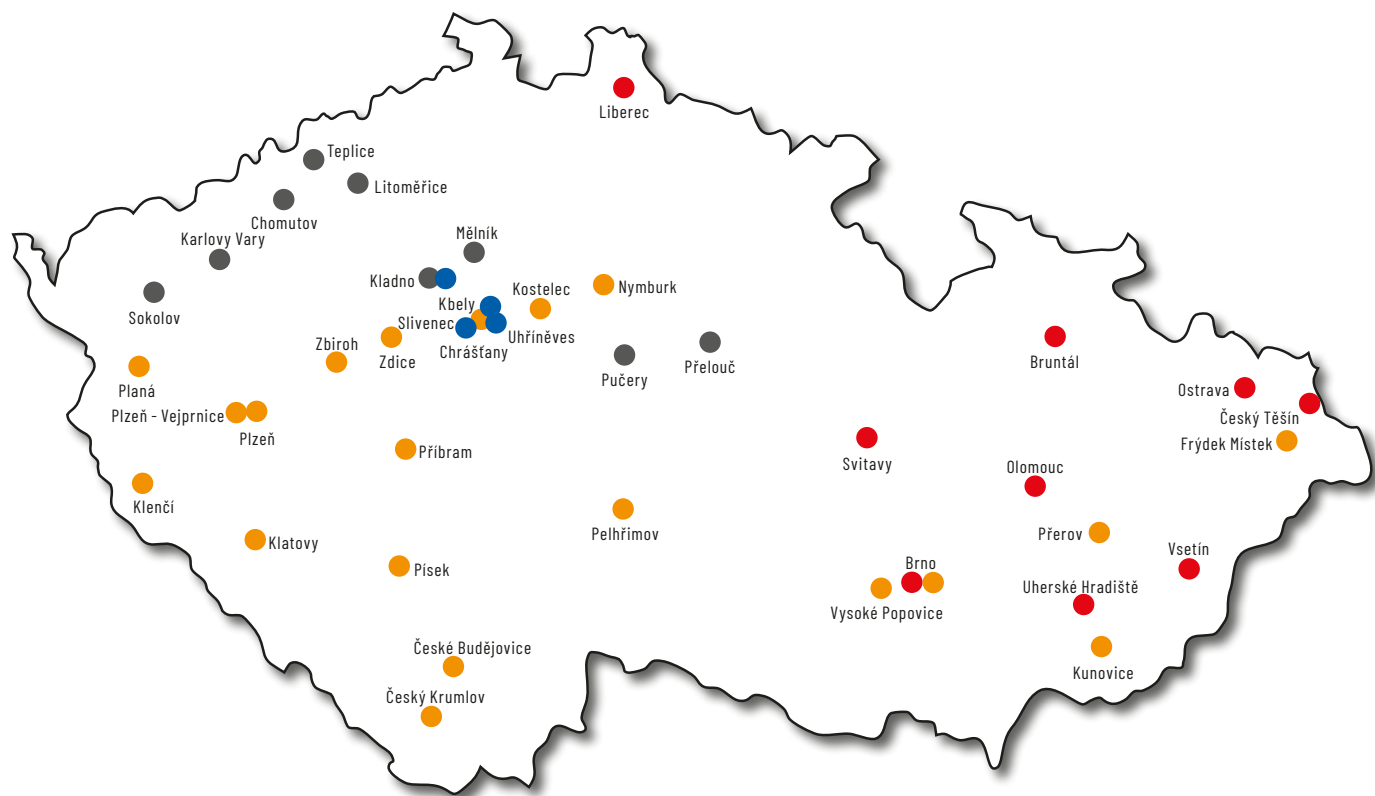 Liberec
Teplice
Litoměřice
Chomutov
Karlovy Vary
Mělník
Sokolov
Kladno
Kbely
Kostelec
Nymburk
Slivenec
Uhříněves
Chrášťany
Zbiroh
Zdice
Pučery
Přelouč
Bruntál
Planá
Plzeň - Vejprnice
Plzeň
Ostrava
Český Těšín
Frýdek Místek
Příbram
Svitavy
Olomouc
Klenčí
Klatovy
Pelhřimov
Přerov
Písek
Brno
Vsetín
Vysoké Popovice
Uherské Hradiště
České Budějovice
Kunovice
Český Krumlov